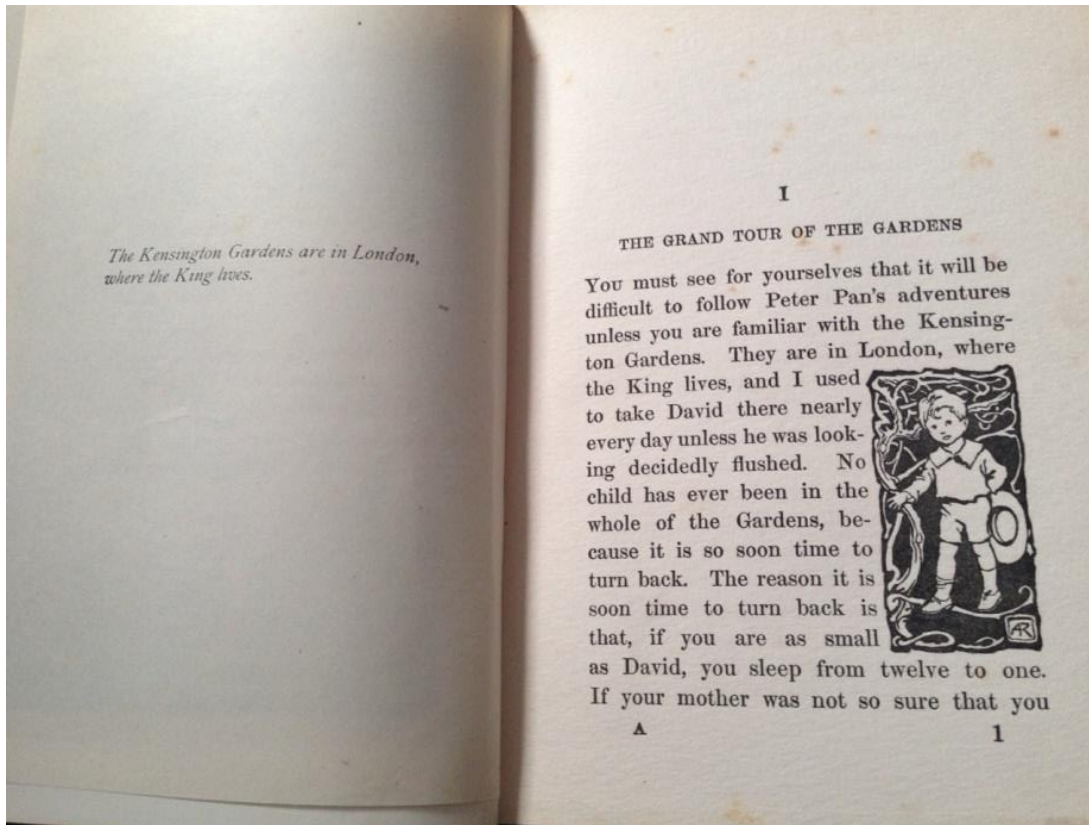 The Kensington Gardens are in London,
where the King lives.
I
THE GRAND TOUR OF THE GARDENS
You must see for yourselves that it will be
difficult to follow Peter Pan's adventures
unless you are familiar with the Kensing-
ton Gardens. They are in London, where
the King lives, and I used
to take David there nearly
every day unless he was look-
ing decidedly flushed. No
child has ever been in the
whole of the Gardens, be-
cause it is so soon time to
turn back. The reason it is
soon time to turn back is
that, if you are as small
as David, you sleep from twelve to one.
If your mother was not so sure that you
AR
A 1